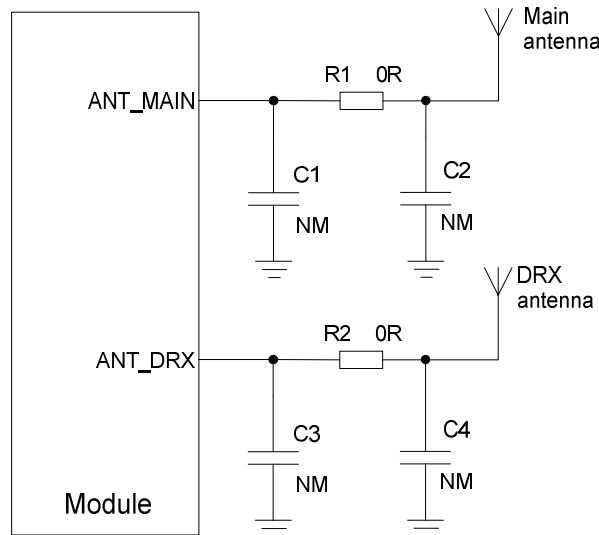 Main
antenna
R1 0R
ANT_MAIN
C1
C2
NM
NM
DRX
antenna
R2 0R
ANT_DRX
C3
C4
NM
NM
Module